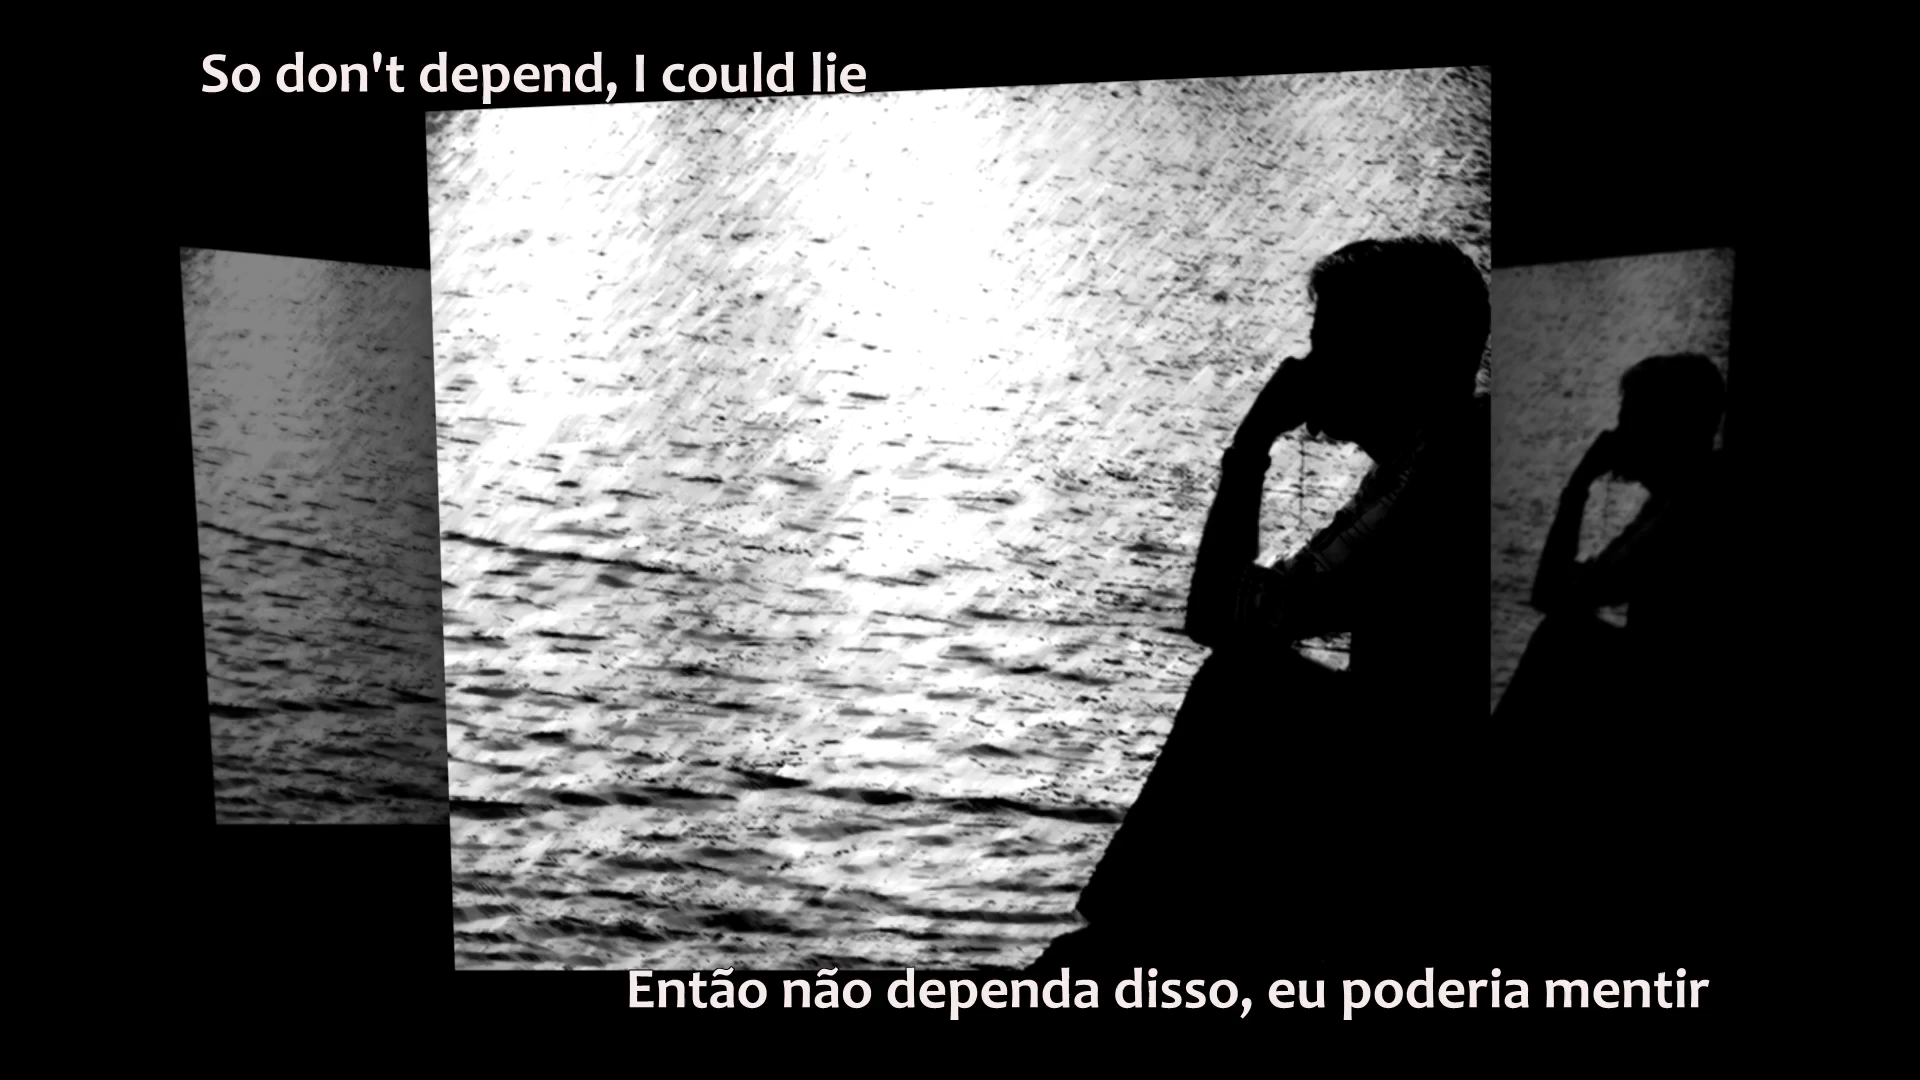 So don't depend, I could lie
Então não dependa disso, eu poderia mentir